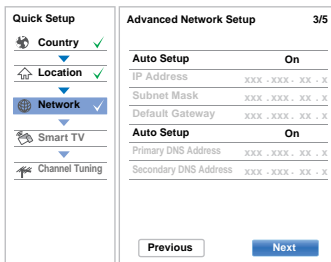 Quick Setup
Country
Location
Network
Smart TV
Channel Tuning
Advanced Network Setup 3/5
Auto Setup On
IP Address xxx . xxx . xx . x
Subnet Mask xxx . xxx . xx . x
Default Gateway xxx . xxx . xx . x
Auto Setup On
Primary DNS Address xxx . xxx . xx . x
Secondary DNS Address xxx . xxx . xx . x
Previous Next